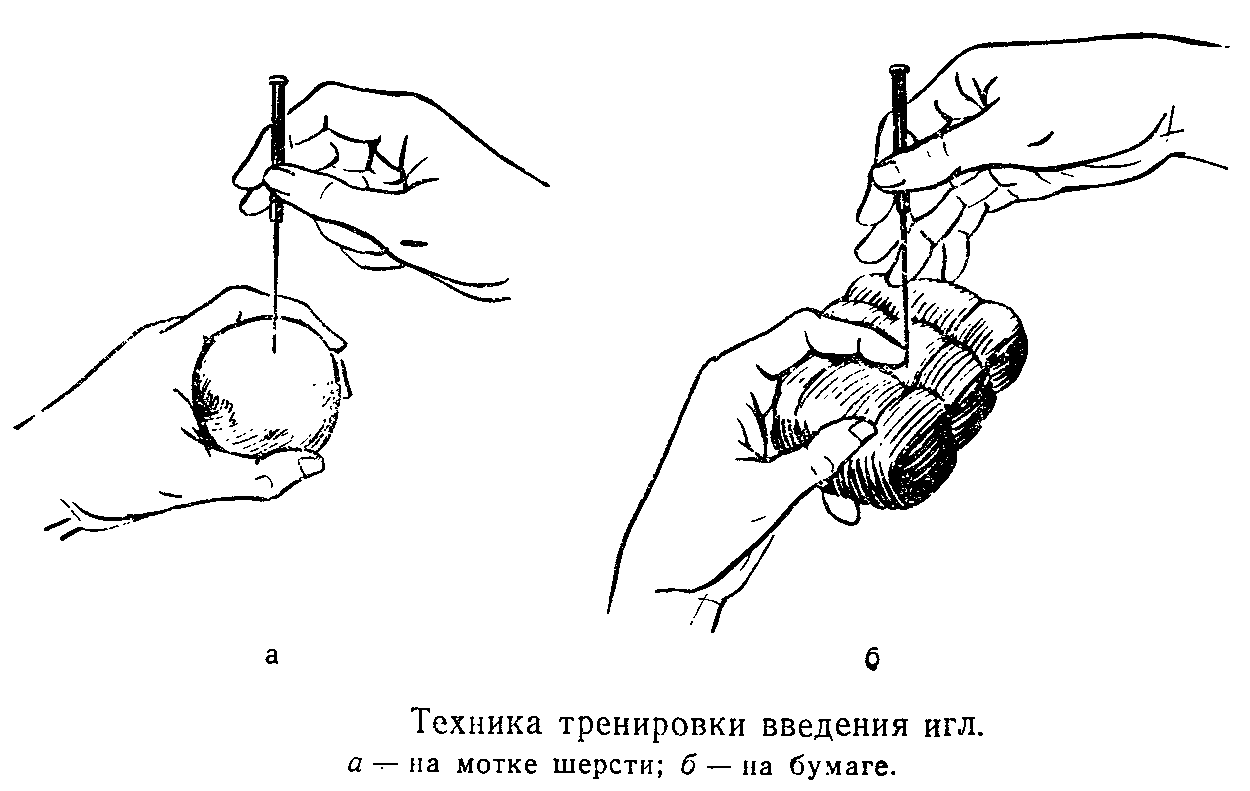 а
б
Техника тренировки введения игл.
а — на мотке шерсти; б — на бумаге.